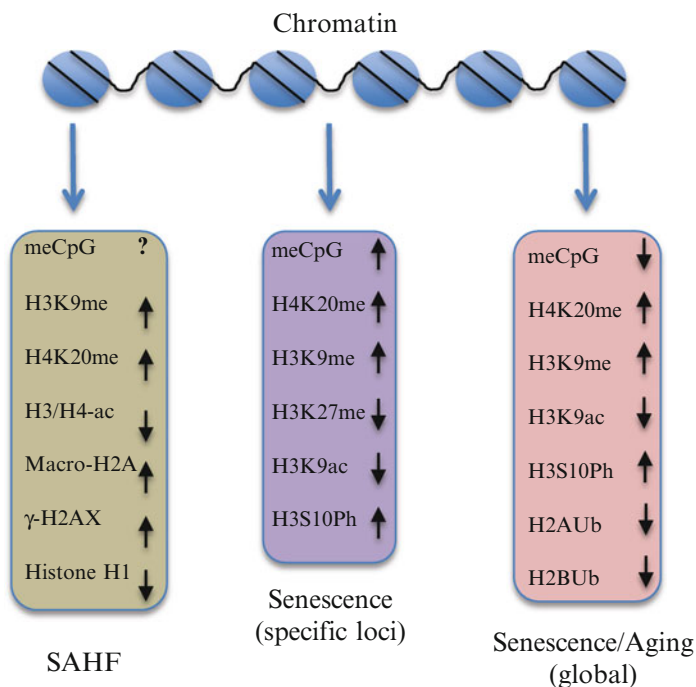 Chromatin
meCpG ?
H3K9me
H4K20me
H3/H4-ac
Macro-H2A
γ-H2AX
Histone H1
SAHF
meCpG
H4K20me
H3K9me
H3K27me
H3K9ac
H3S10Ph
Senescence
(specific loci)
meCpG
H4K20me
H3K9me
H3K9ac
H3S10Ph
H2AUb
H2BUb
Senescence/Aging
(global)